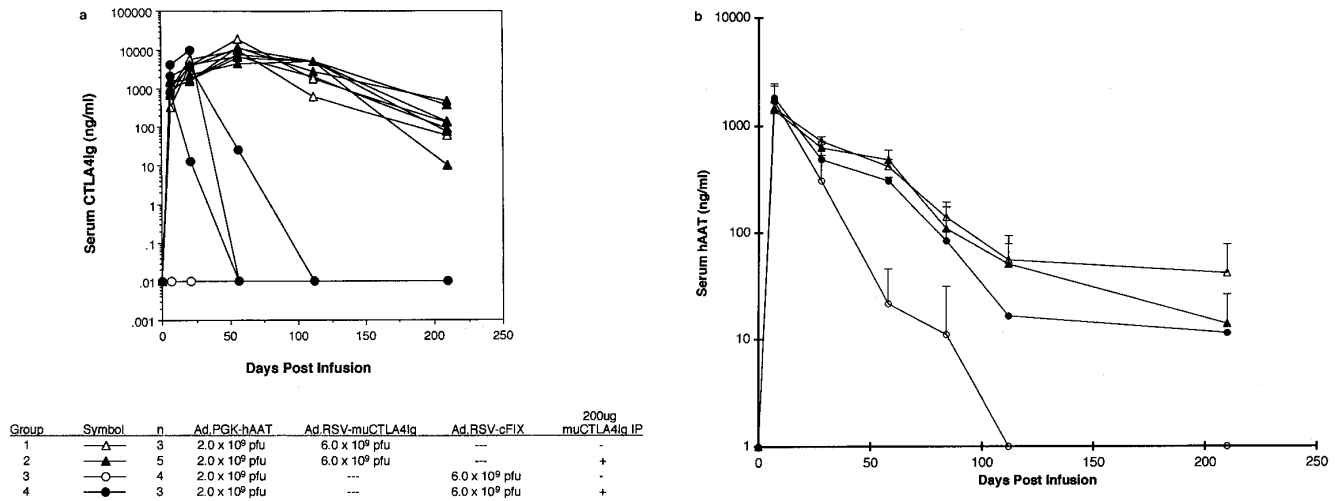 a
Serum CTLA4Ig (ng/ml)
100000
10000
1000
100
10
1
.1
.01
.001
0 50 100 150 200 250
Days Post Infusion
b
Serum hAAT (ng/ml)
10000
1000
100
10
1
0 50 100 150 200 250
Days Post Infusion
200ug
Group Symbol n Ad.PGK-hAAT Ad.RSV-muCTLA4Ig Ad.RSV-cFIX muCTLA4Ig IP
1 3 2.0 x 10⁹ pfu 6.0 x 10⁹ pfu --- -
2 5 2.0 x 10⁹ pfu 6.0 x 10⁹ pfu --- +
3 4 2.0 x 10⁹ pfu --- 6.0 x 10⁹ pfu -
4 3 2.0 x 10⁹ pfu --- 6.0 x 10⁹ pfu +